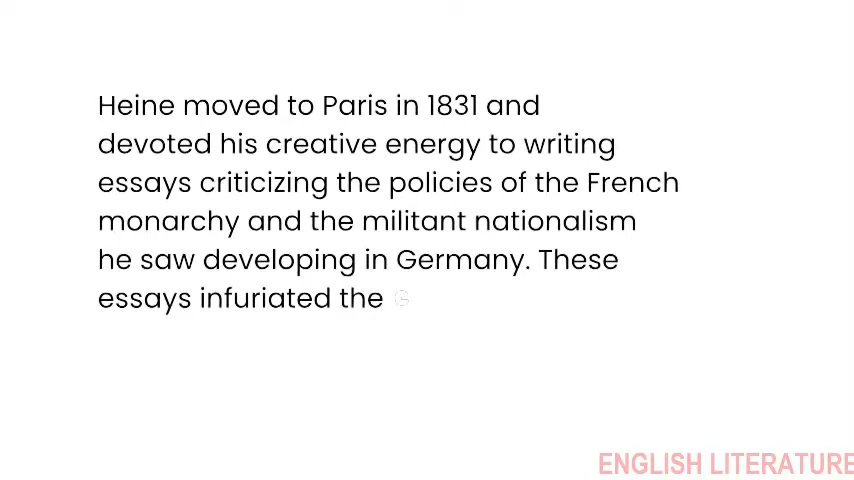 Heine moved to Paris in 1831 and
devoted his creative energy to writing
essays criticizing the policies of the French
monarchy and the militant nationalism
he saw developing in Germany. These
essays infuriated the G
ENGLISH LITERATURE